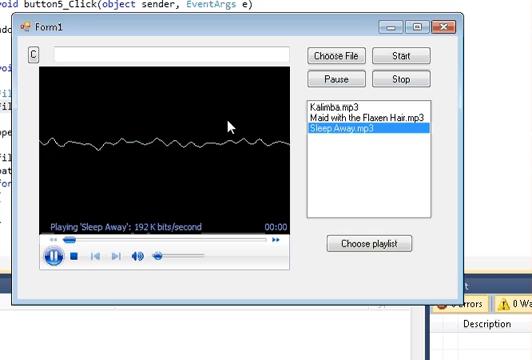 void button5_Click(object sender, EventArgs e)
Form1
C
Choose File
Start
Pause
Stop
Kalimba.mp3
Maid with the Flaxen Hair.mp3
Sleep Away.mp3
Playing 'Sleep Away': 192 K bits/second
00:00
Choose playlist
Errors
0 Wa
Description